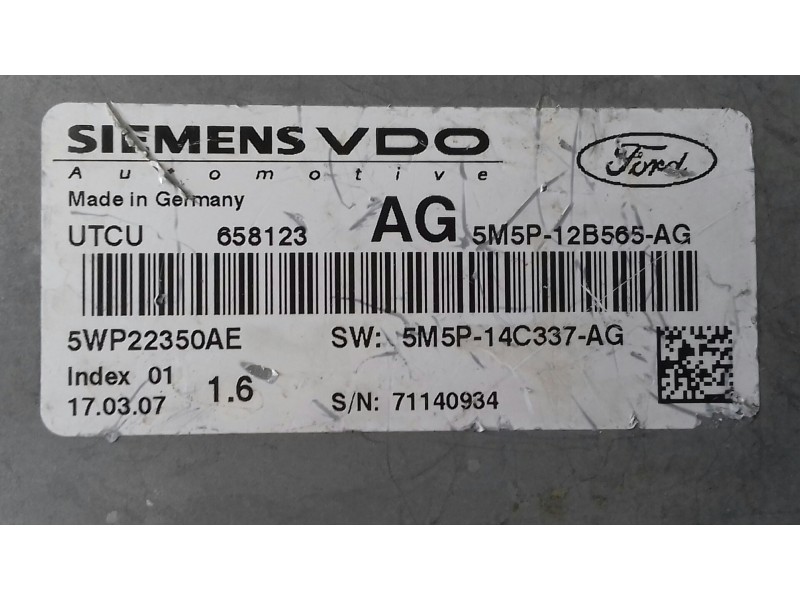 SIEMENS VDO
Automotive
Ford
Made in Germany
UTCU 658123 AG 5M5P-12B565-AG
5WP22350AE SW: 5M5P-14C337-AG
Index 01 1.6
17.03.07 S/N: 71140934